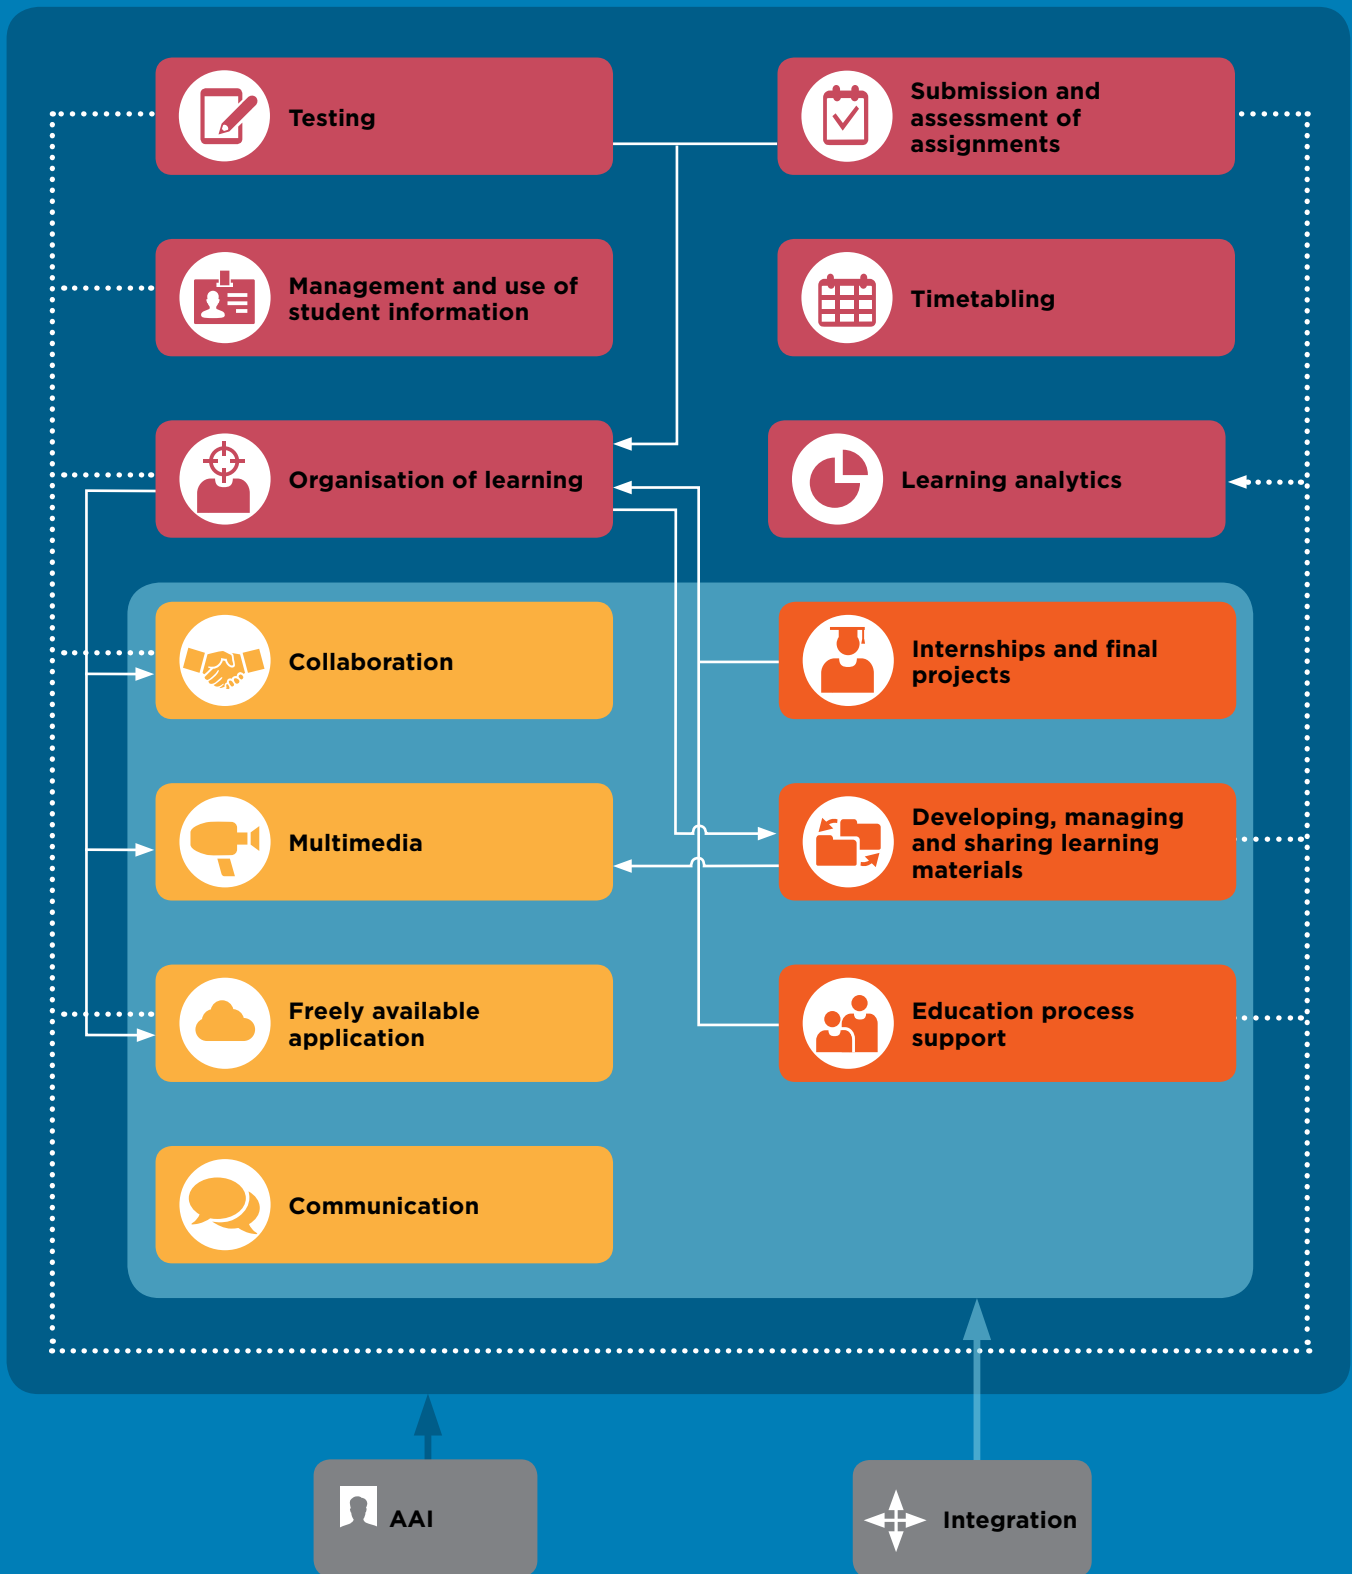 Testing
Submission and
assessment of
assignments
Management and use of
student information
Timetabling
Organisation of learning
Learning analytics
Collaboration
Internships and final
projects
Multimedia
Developing, managing
and sharing learning
materials
Freely available
application
Education process
support
Communication
AAI
Integration